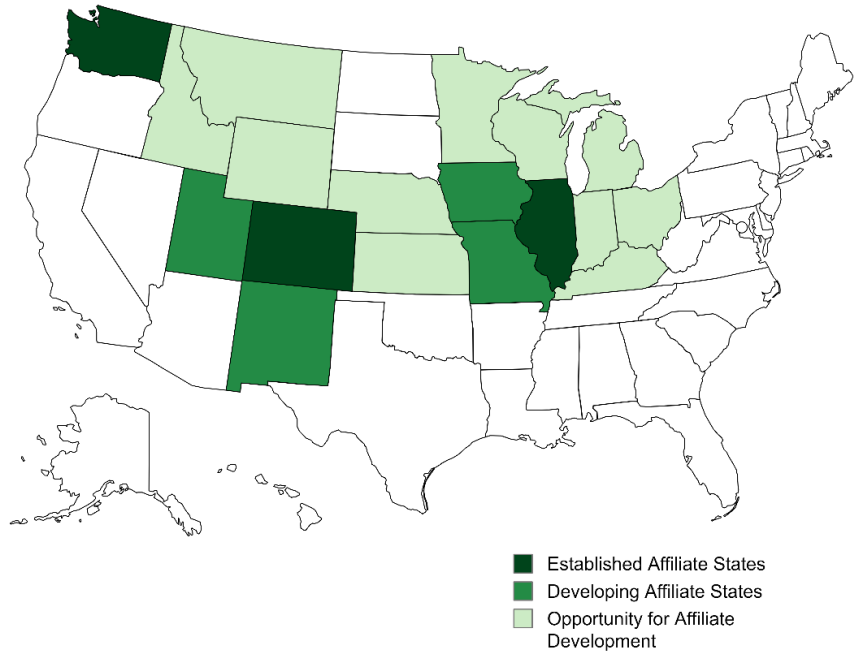 Established Affiliate States
Developing Affiliate States
Opportunity for Affiliate
Development